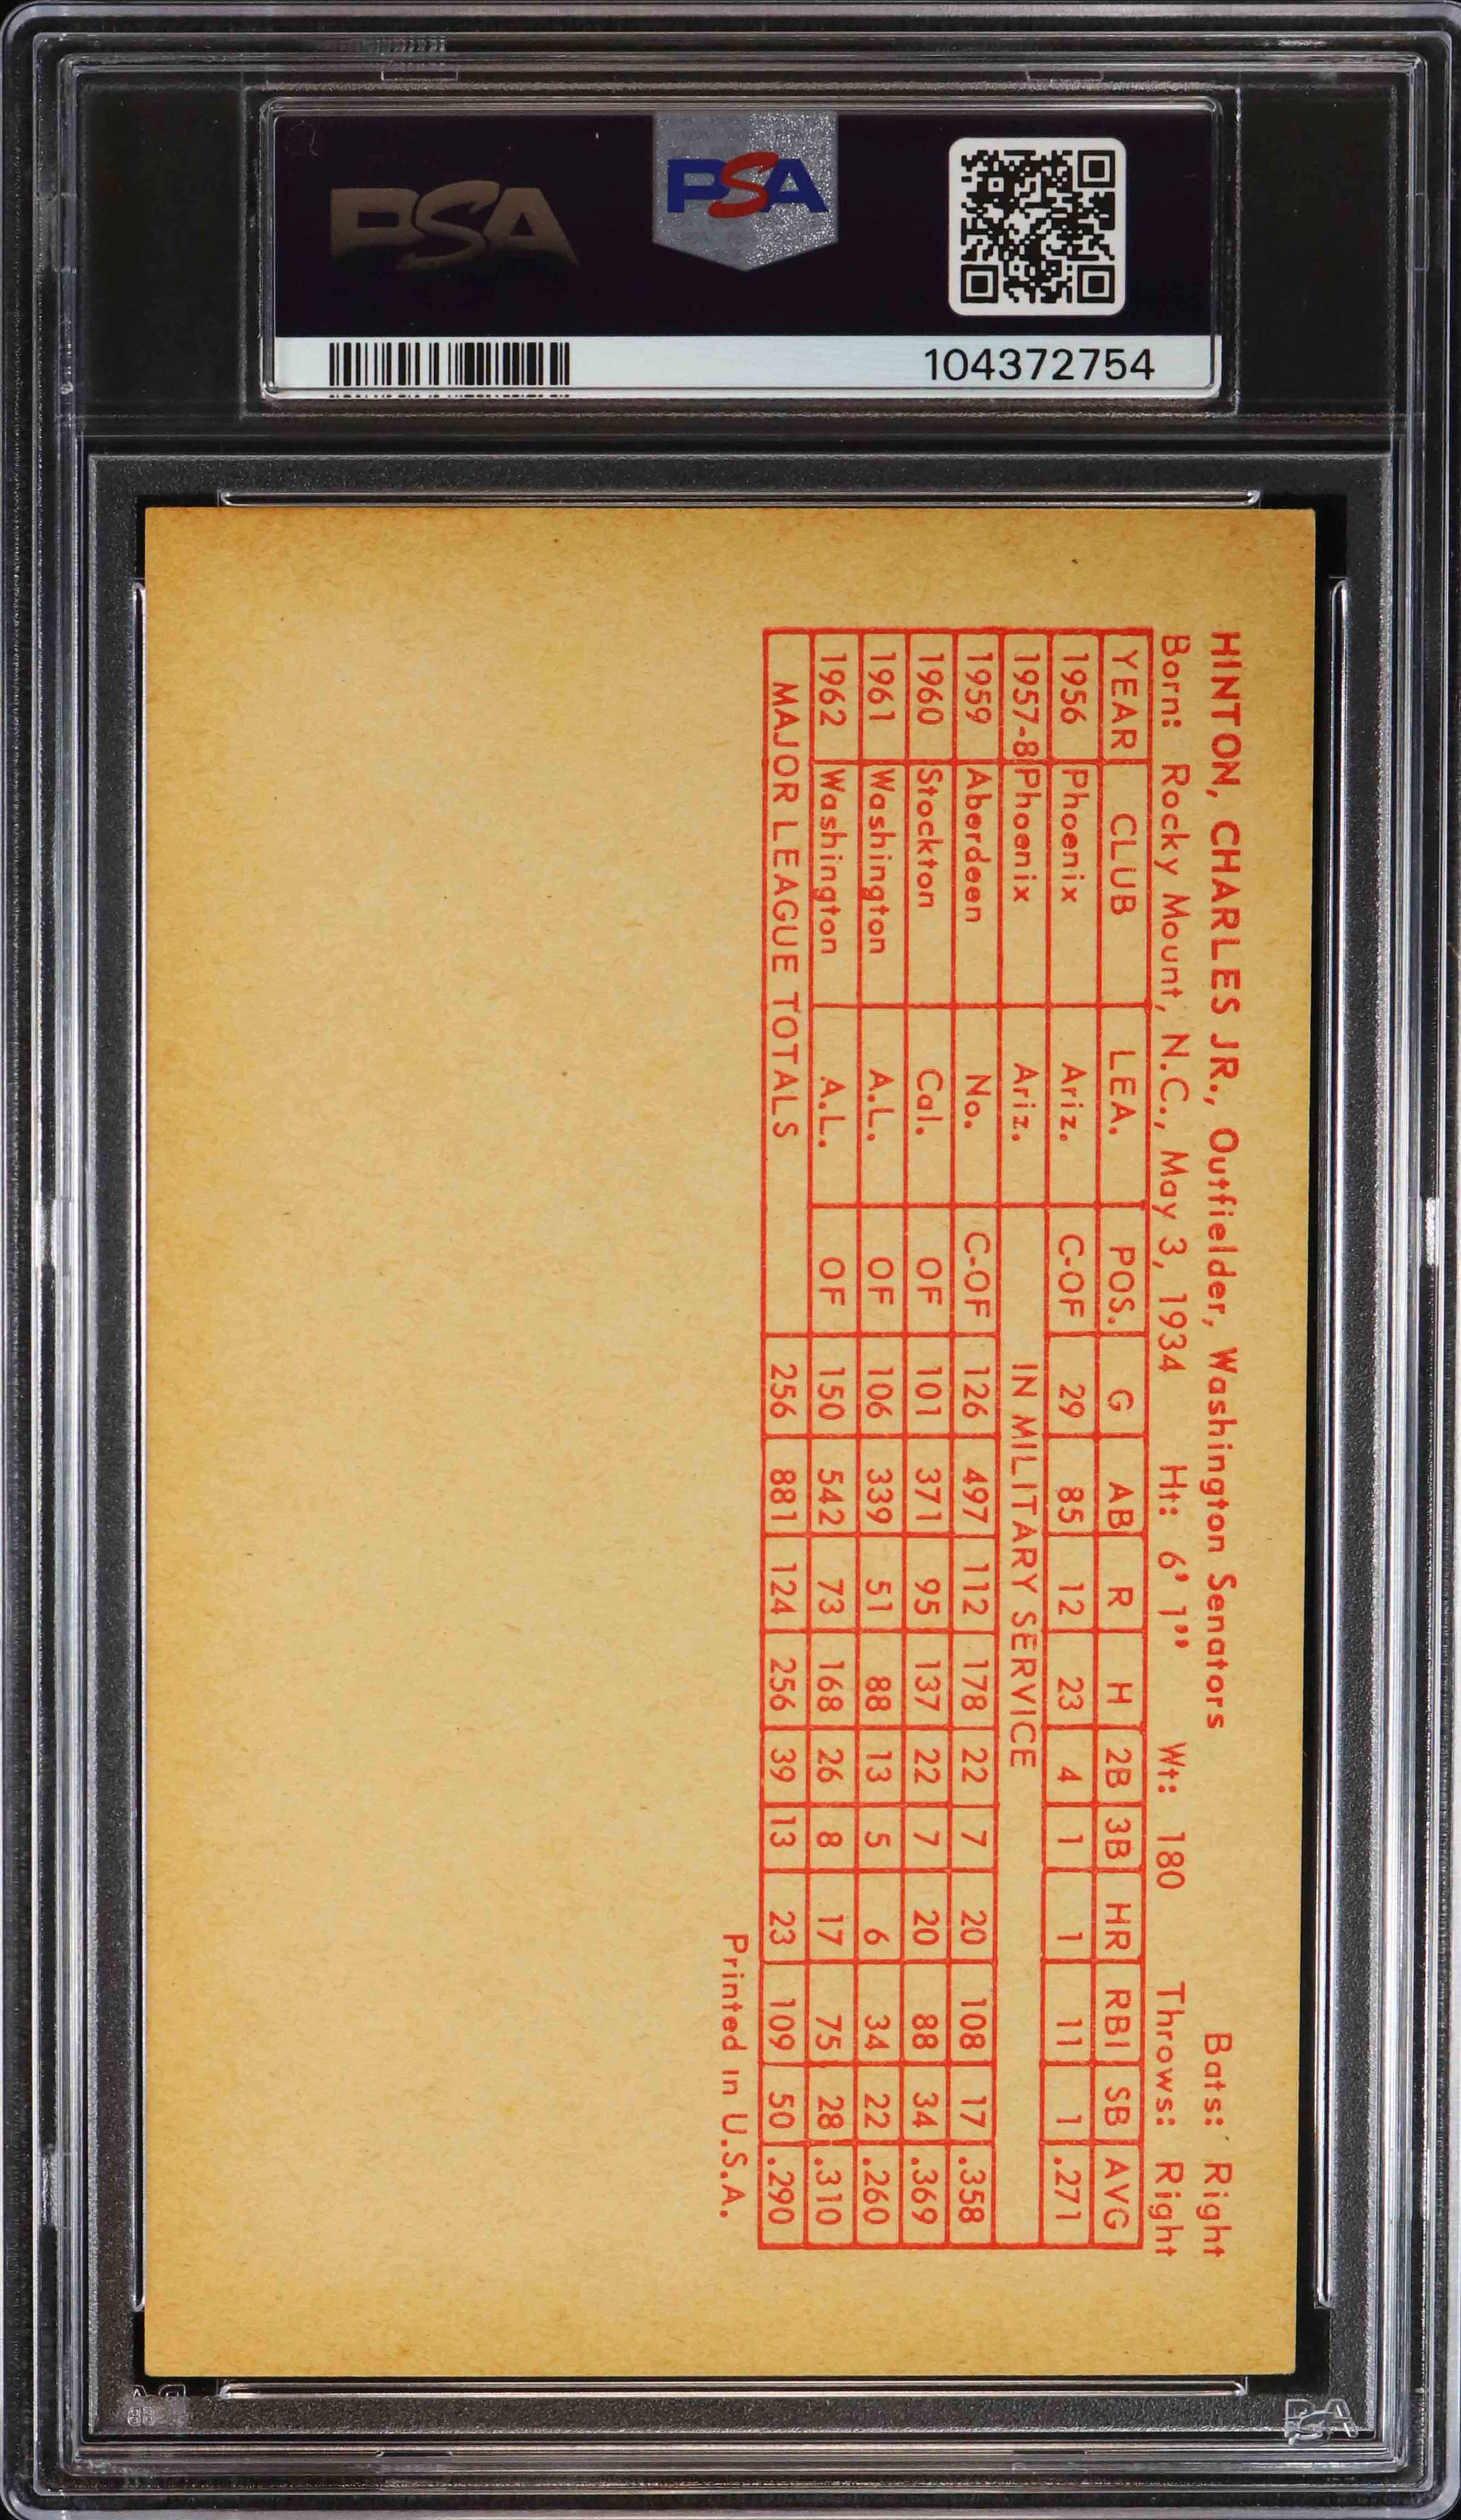 PSA
PSA
104372754
HINTON, CHARLES JR., Outfielder, Washington Senators Bats: Right
Born: Rocky Mount, N.C., May 3, 1934 Ht: 6' 1" Wt: 180 Throws: Right
YEAR CLUB LEA. POS. G AB R H 2B 3B HR RBI SB AVG
1956 Phoenix Ariz. C-OF 29 85 12 23 4 1 1 11 1 .271
1957-8 Phoenix Ariz. IN MILITARY SERVICE
1959 Aberdeen No. C-OF 126 497 112 178 22 7 20 108 17 .358
1960 Stockton Cal. OF 101 371 95 137 22 7 20 88 34 .369
1961 Washington A.L. OF 106 339 51 88 13 5 6 34 22 .260
1962 Washington A.L. OF 150 542 73 168 26 8 17 75 28 .310
MAJOR LEAGUE TOTALS 256 881 124 256 39 13 23 109 50 .290
Printed in U.S.A.